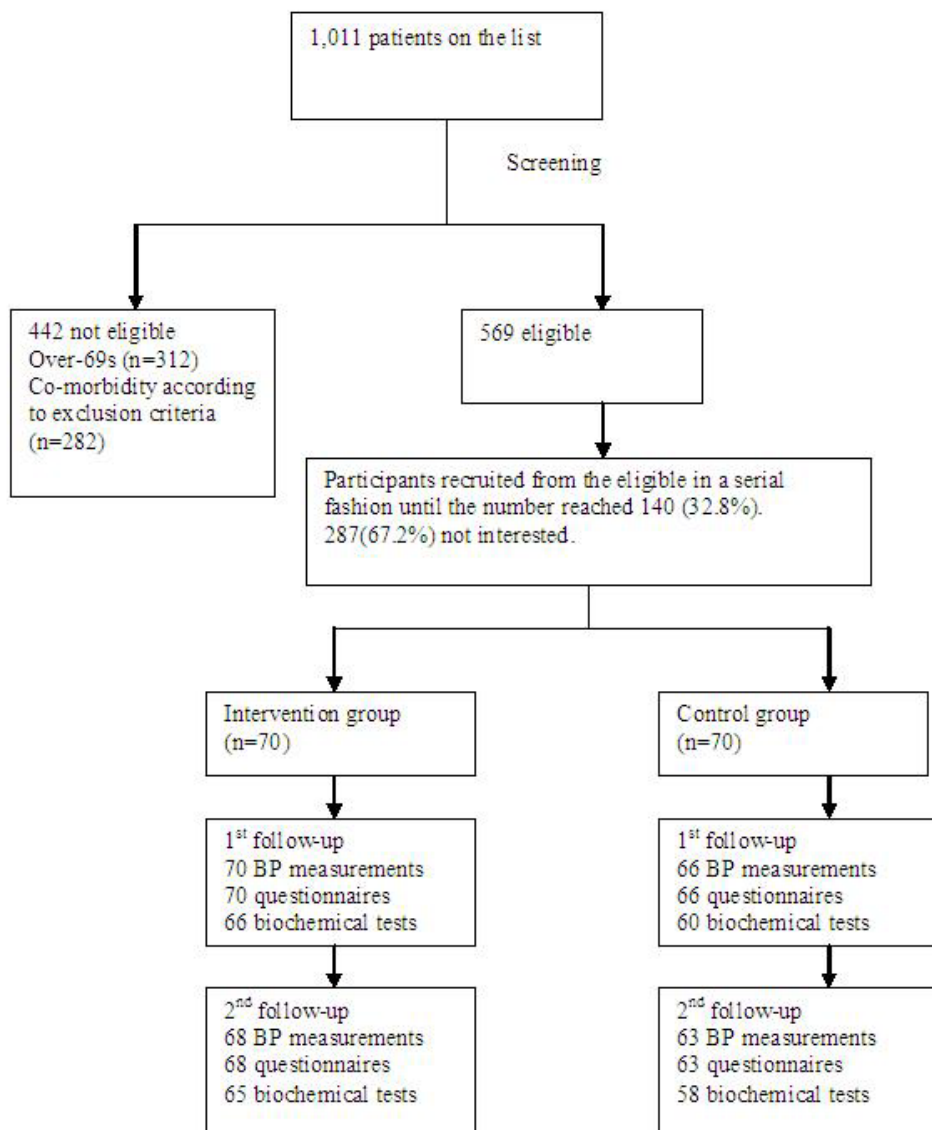 1,011 patients on the list
Screening
442 not eligible
Over-69s (n=312)
Co-morbidity according
to exclusion criteria
(n=282)
569 eligible
Participants recruited from the eligible in a serial
fashion until the number reached 140 (32.8%).
287(67.2%) not interested.
Intervention group
(n=70)
Control group
(n=70)
1st follow-up
70 BP measurements
70 questionnaires
66 biochemical tests
1st follow-up
66 BP measurements
66 questionnaires
60 biochemical tests
2nd follow-up
68 BP measurements
68 questionnaires
65 biochemical tests
2nd follow-up
63 BP measurements
63 questionnaires
58 biochemical tests